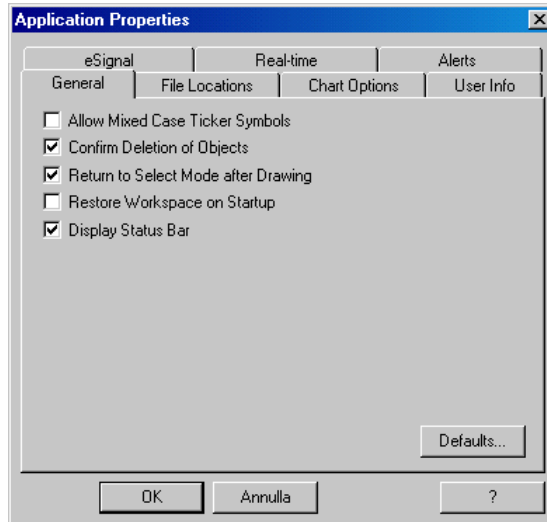 Application Properties
eSignal Real-time Alerts
General File Locations Chart Options User Info
Allow Mixed Case Ticker Symbols
Confirm Deletion of Objects
Return to Select Mode after Drawing
Restore Workspace on Startup
Display Status Bar
Defaults...
OK Annulla ?